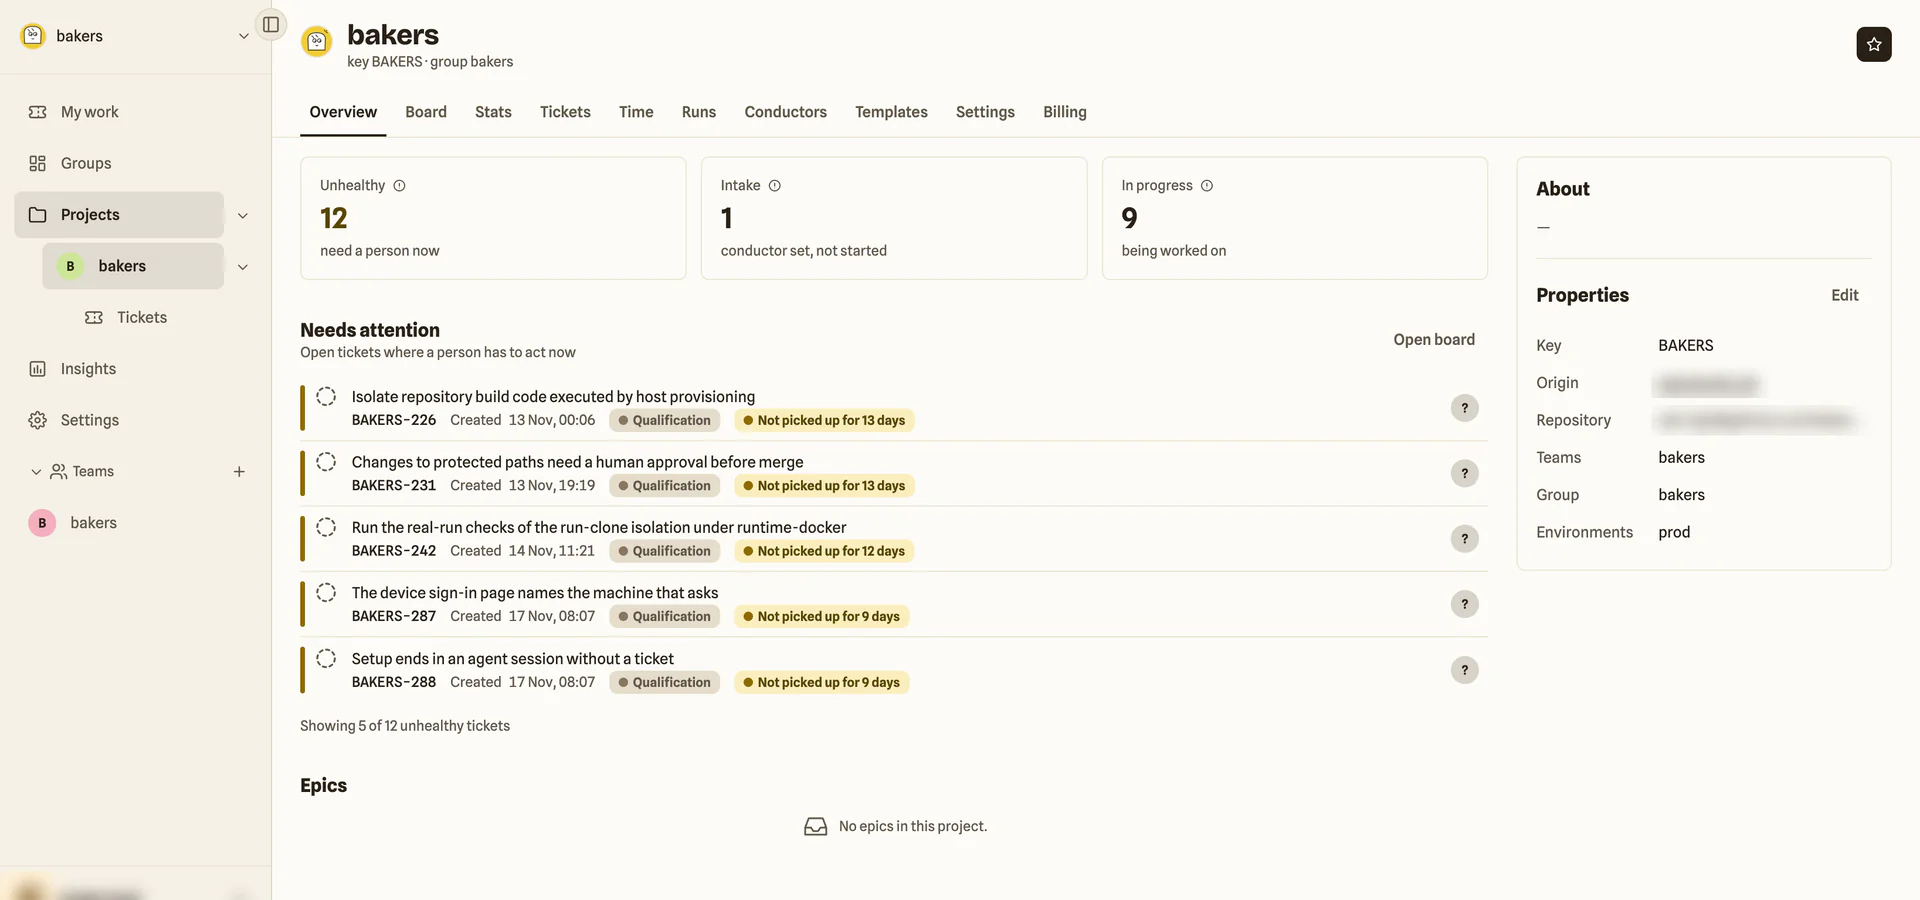 bakers
bakers
key BAKERS · group bakers
My work
Groups
Projects
B bakers
Tickets
Insights
Settings
Teams
B bakers
Overview Board Stats Tickets Time Runs Conductors Templates Settings Billing
Unhealthy
12
need a person now
Intake
1
conductor set, not started
In progress
9
being worked on
Needs attention
Open tickets where a person has to act now
Open board
Isolate repository build code executed by host provisioning
BAKERS-226 Created 13 Nov, 00:06 Qualification Not picked up for 13 days
?
Changes to protected paths need a human approval before merge
BAKERS-231 Created 13 Nov, 19:19 Qualification Not picked up for 13 days
?
Run the real-run checks of the run-clone isolation under runtime-docker
BAKERS-242 Created 14 Nov, 11:21 Qualification Not picked up for 12 days
?
The device sign-in page names the machine that asks
BAKERS-287 Created 17 Nov, 08:07 Qualification Not picked up for 9 days
?
Setup ends in an agent session without a ticket
BAKERS-288 Created 17 Nov, 08:07 Qualification Not picked up for 9 days
?
Showing 5 of 12 unhealthy tickets
Epics
No epics in this project.
About
—
Properties Edit
Key BAKERS
Origin
Repository
Teams bakers
Group bakers
Environments prod